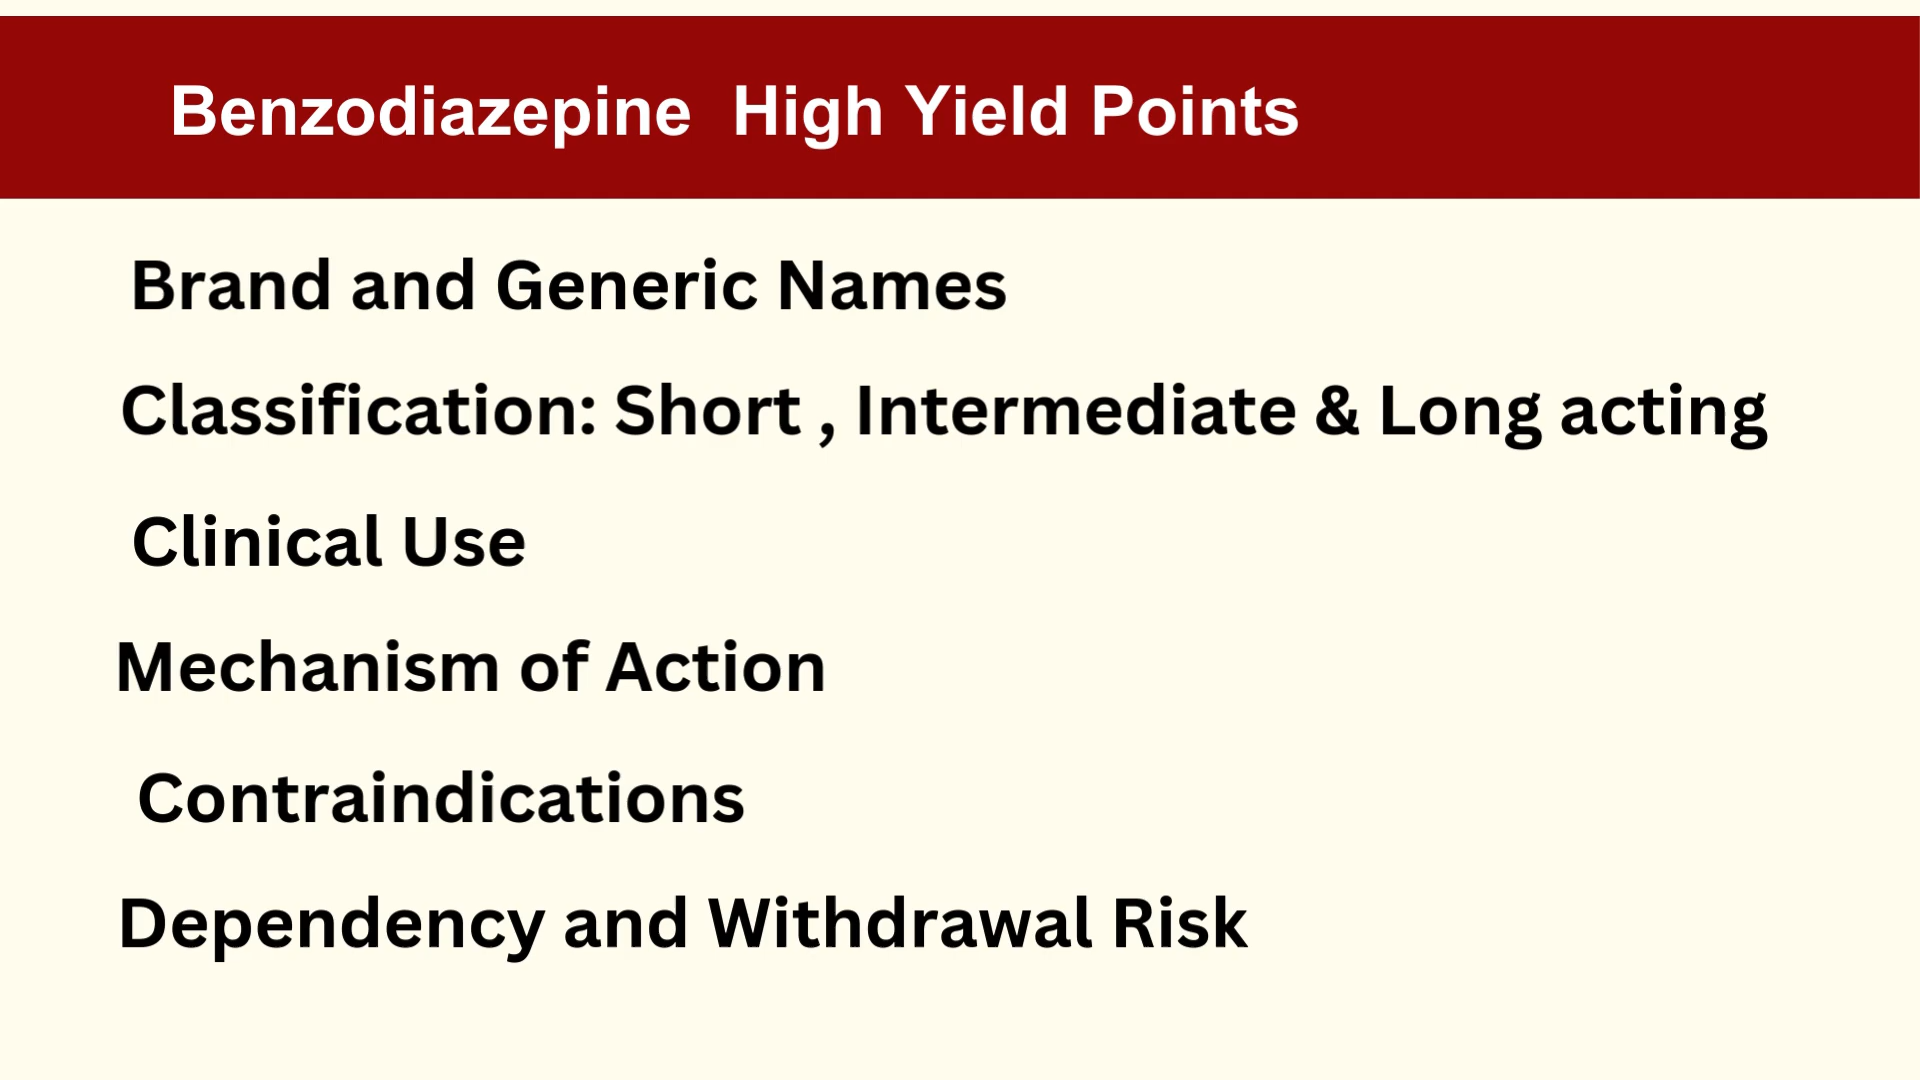 Benzodiazepine  High Yield Points
Brand and Generic Names
Classification: Short , Intermediate & Long acting
Clinical Use
Mechanism of Action
Contraindications
Dependency and Withdrawal Risk